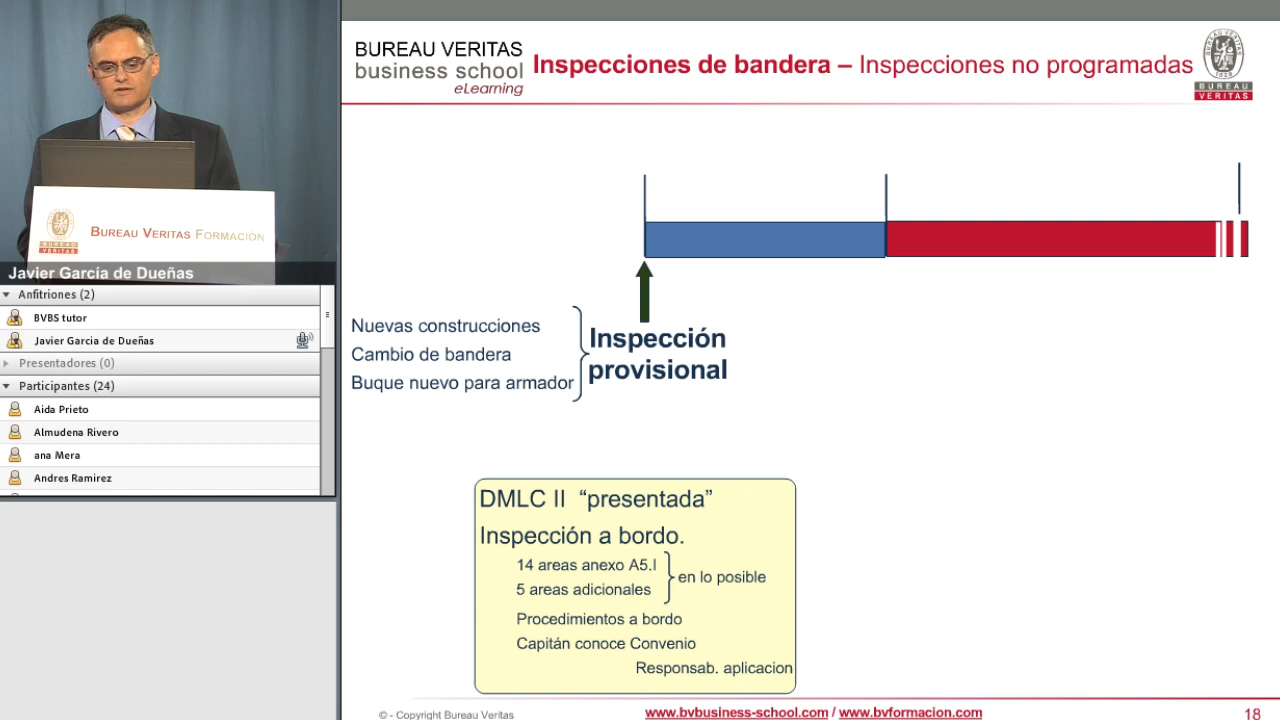 BUREAU VERITAS
business school
eLearning
Inspecciones de bandera – Inspecciones no programadas
1828
BUREAU
VERITAS
BUREAU VERITAS FORMACIÓN
BUREAU
VERITAS
Javier García de Dueñas
Anfitriones (2)
BVBS tutor
Javier Garcia de Dueñas
Presentadores (0)
Participantes (24)
Aida Prieto
Almudena Rivero
ana Mera
Andres Ramirez
Nuevas construcciones
Cambio de bandera
Buque nuevo para armador
Inspección
provisional
DMLC II “presentada”
Inspección a bordo.
14 areas anexo A5.I
5 areas adicionales
en lo posible
Procedimientos a bordo
Capitán conoce Convenio
Responsab. aplicacion
© - Copyright Bureau Veritas
www.bvbusiness-school.com / www.bvformacion.com
18